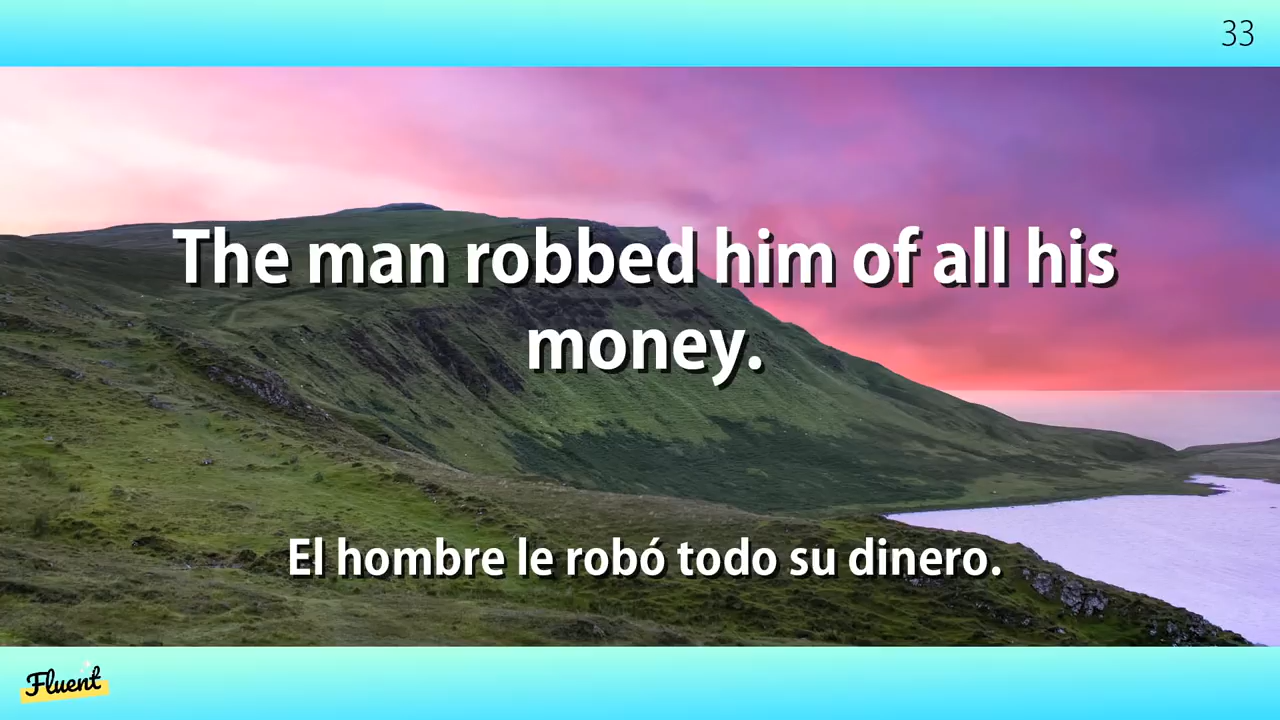 33
The man robbed him of all his
money.
El hombre le robó todo su dinero.
Fluent